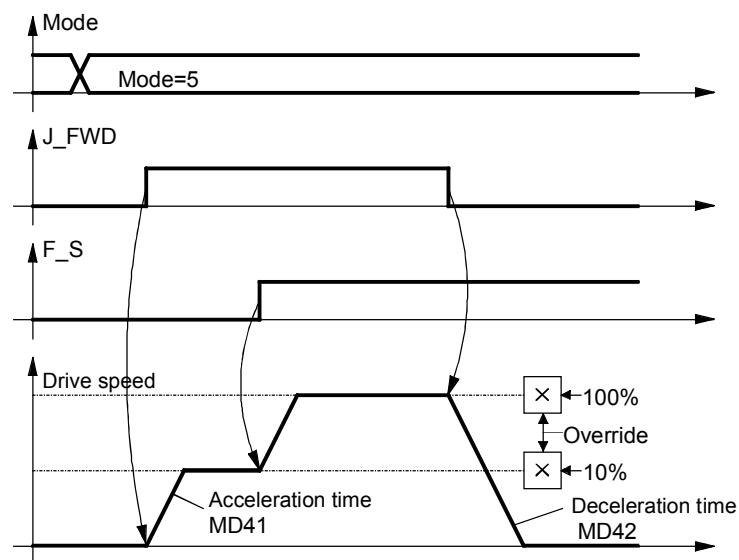 Mode
Mode=5
J_FWD
F_S
Drive speed
100%
Override
10%
Acceleration time
MD41
Deceleration time
MD42